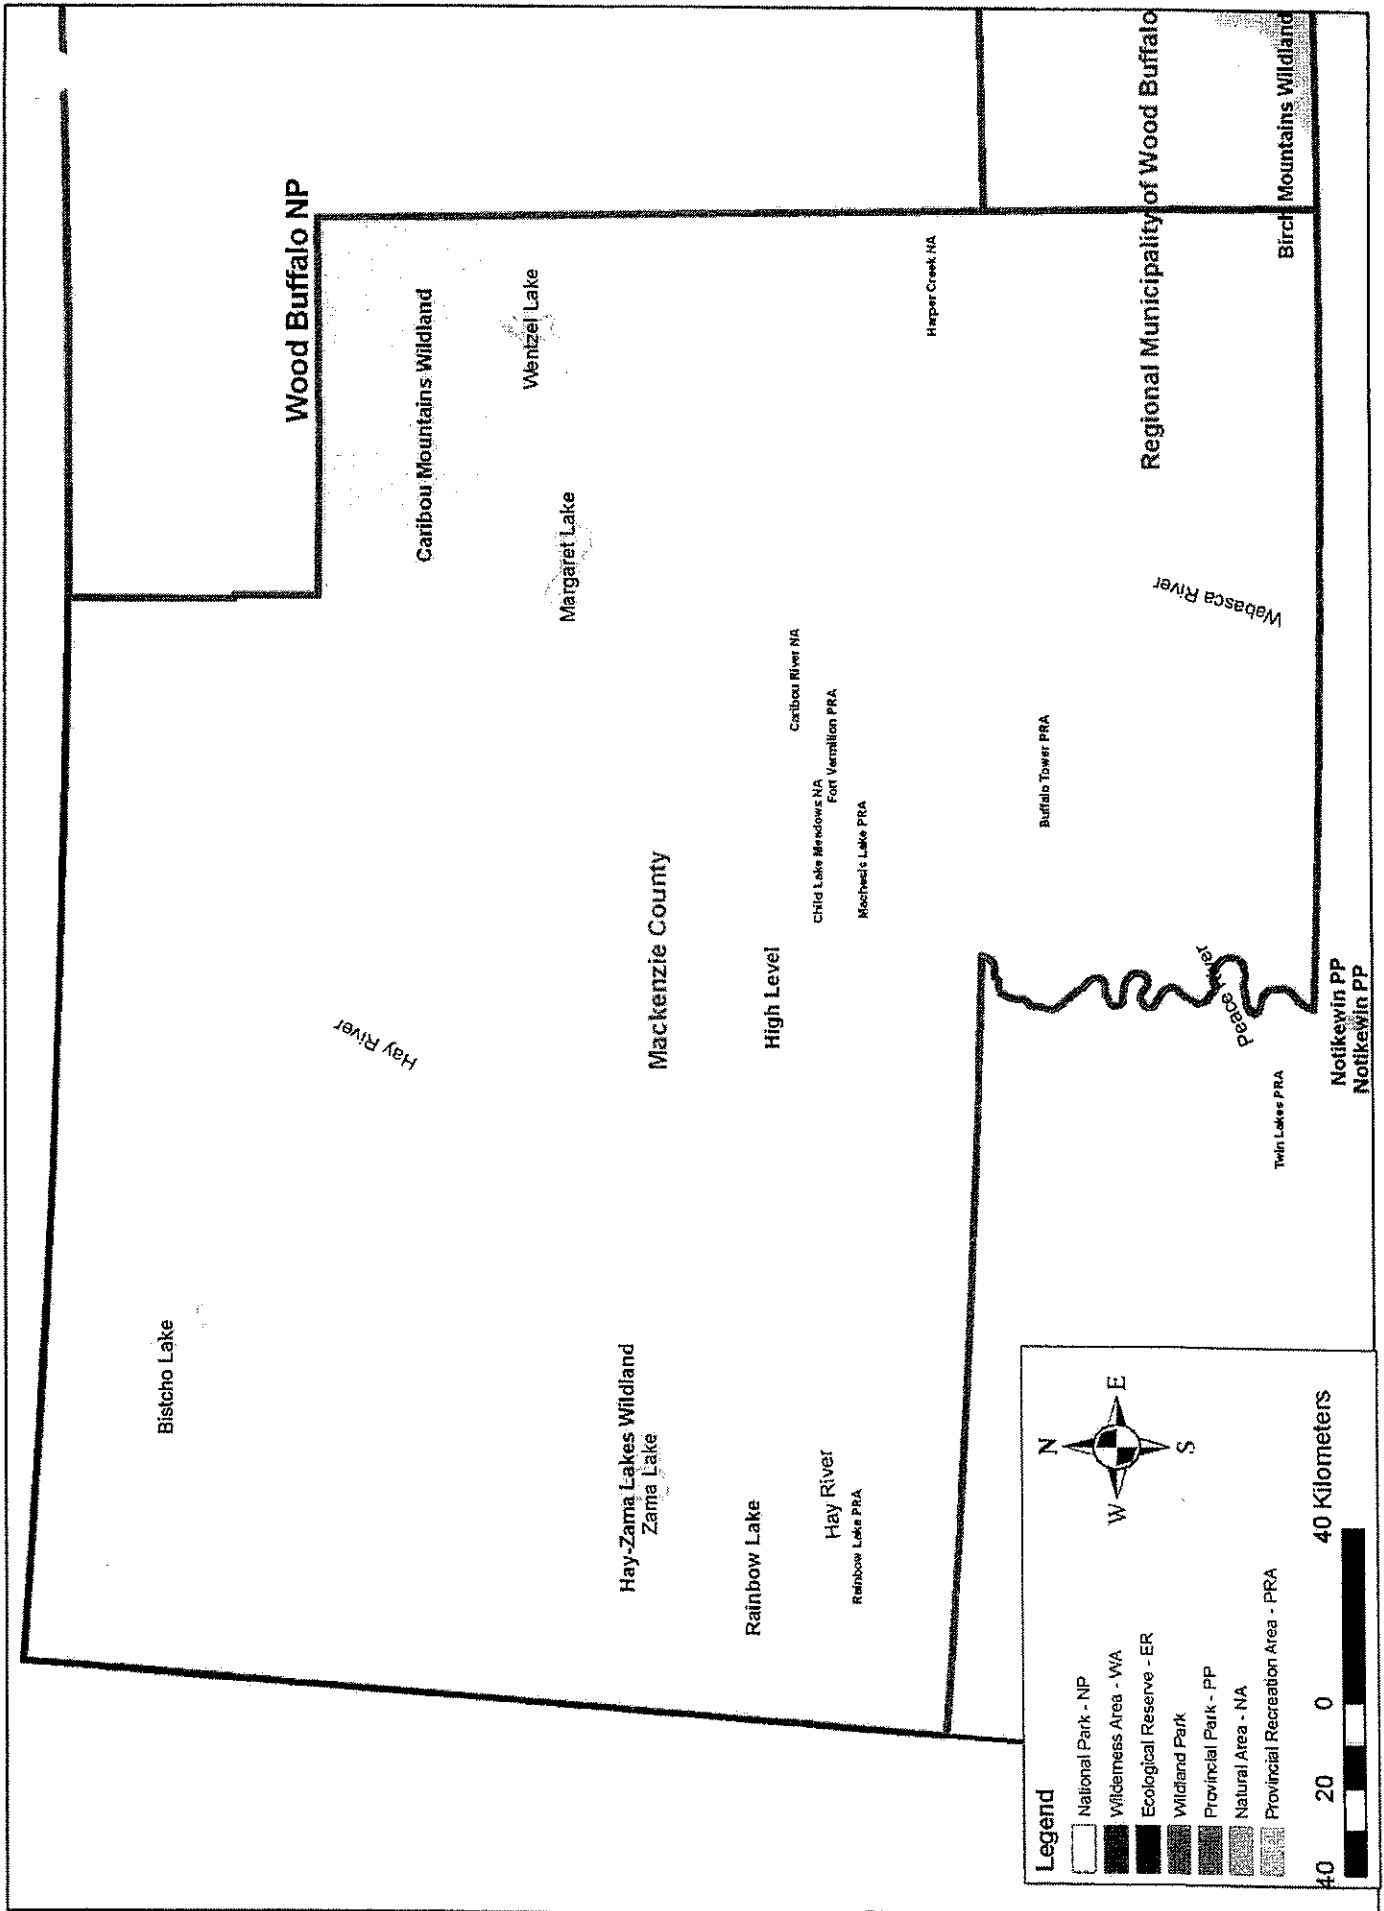 Wood Buffalo NP
Caribou Mountains Wildland
Wentzel Lake
Margaret Lake
Bistcho Lake
Hay River
Hay-Zama Lakes Wildland
Zama Lake
Mackenzie County
Rainbow Lake
High Level
Caribou River NA
Child Lake Meadows NA
Fort Vermilion PRA
Machesis Lake PRA
Hay River
Rainbow Lake PRA
Harper Creek NA
Buffalo Tower PRA
Regional Municipality of Wood Buffalo
Wabasca River
Peace River
Birch Mountains Wildland
Twin Lakes PRA
Notikewin PP
Notikewin PP
N
W
E
S
Legend
National Park - NP
Wilderness Area - WA
Ecological Reserve - ER
Wildland Park
Provincial Park - PP
Natural Area - NA
Provincial Recreation Area - PRA
40 20 0 40 Kilometers